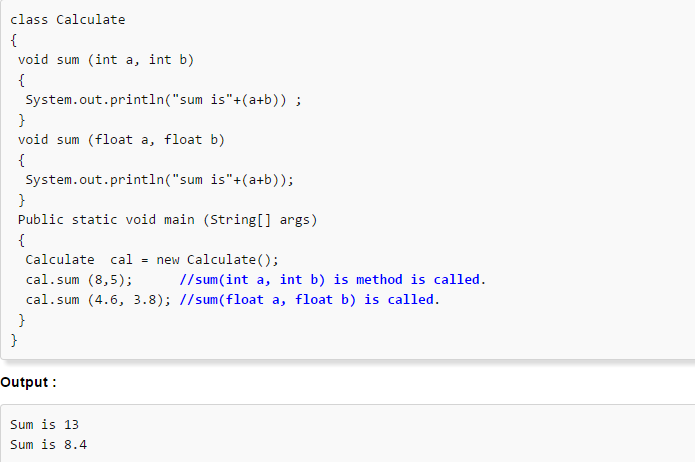 class Calculate
{
void sum (int a, int b)
{
System.out.println("sum is"+(a+b)) ;
}
void sum (float a, float b)
{
System.out.println("sum is"+(a+b));
}
Public static void main (String[] args)
{
Calculate  cal = new Calculate();
cal.sum (8,5);      //sum(int a, int b) is method is called.
cal.sum (4.6, 3.8); //sum(float a, float b) is called.
}
}
Output :
Sum is 13
Sum is 8.4